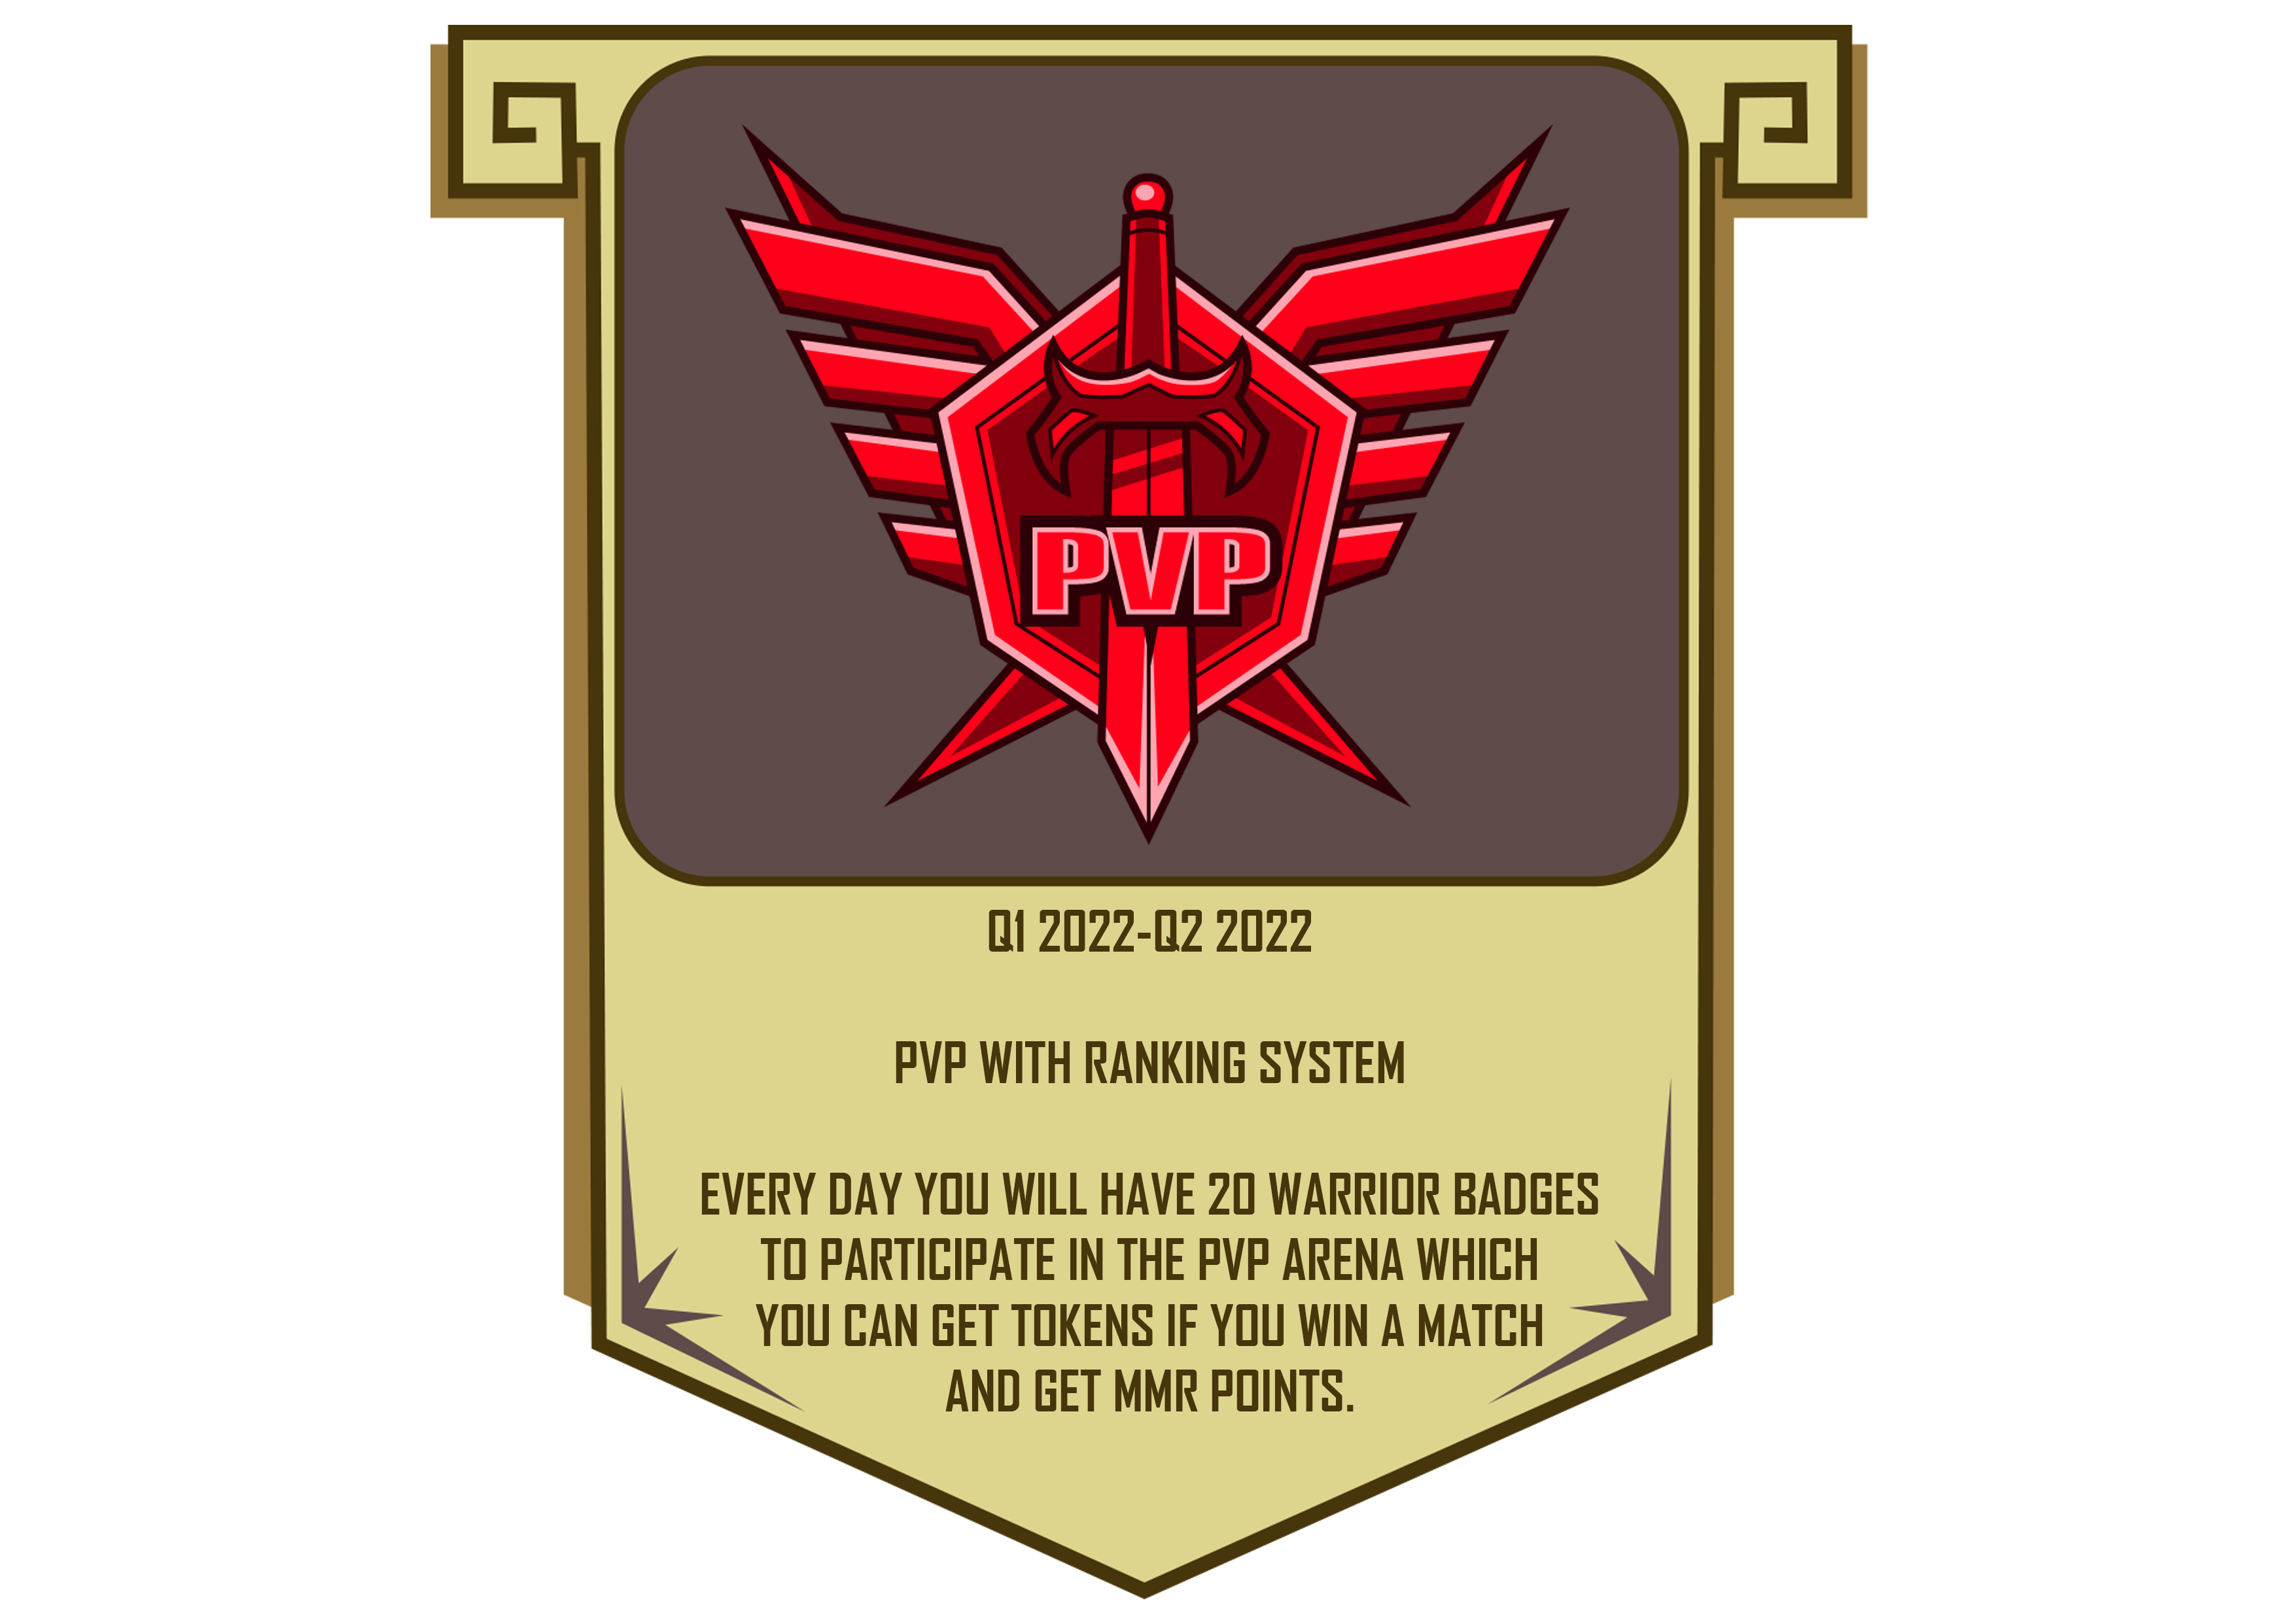 PVP
Q1 2022-Q2 2022
PVP WITH RANKING SYSTEM
EVERY DAY YOU WILL HAVE 20 WARRIOR BADGES
TO PARTICIPATE IN THE PVP ARENA WHICH
YOU CAN GET TOKENS IF YOU WIN A MATCH
AND GET MMR POINTS.